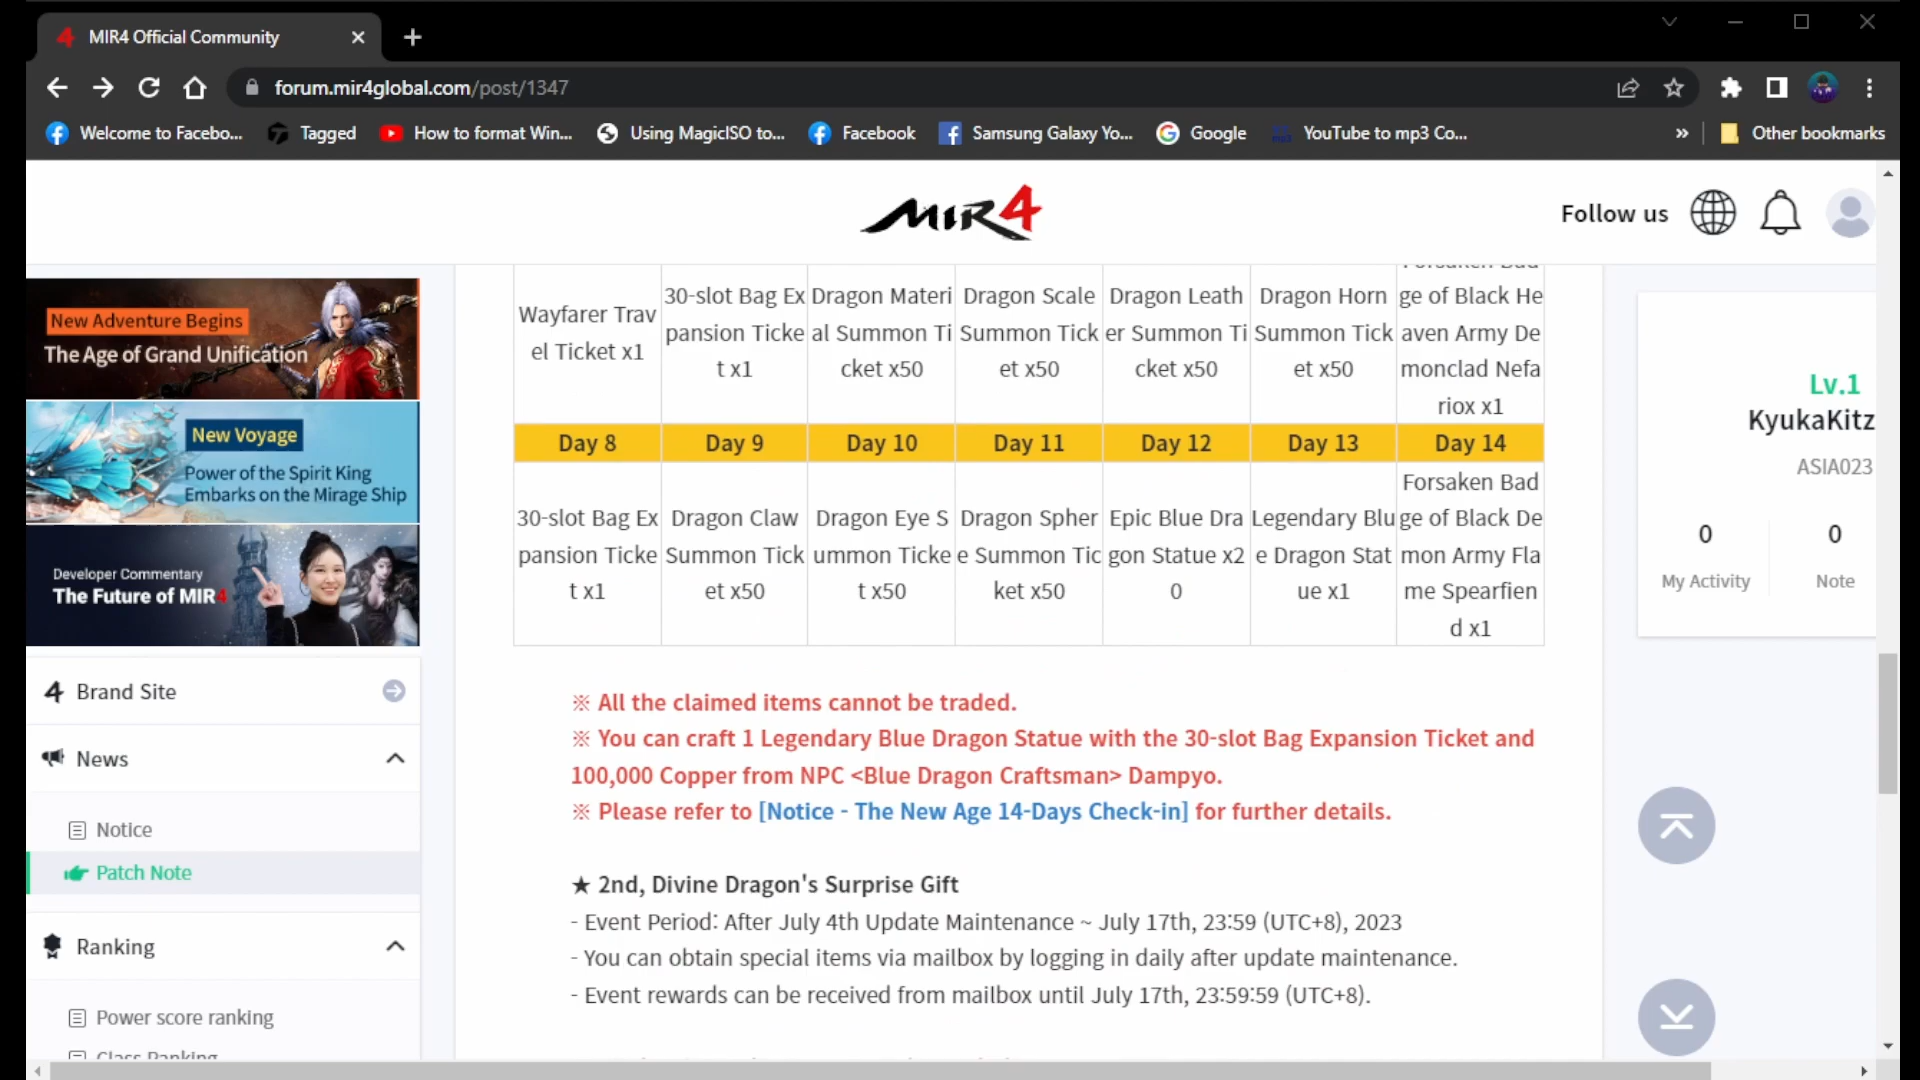 MIR4 Official Community
forum.mir4global.com/post/1347
Welcome to Facebo...
Tagged
How to format Win...
Using MagicISO to...
Facebook
Samsung Galaxy Yo...
Google
YouTube to mp3 Co...
»
Other bookmarks
MIR4
Follow us
New Adventure Begins
The Age of Grand Unification
New Voyage
Power of the Spirit King
Embarks on the Mirage Ship
Developer Commentary
The Future of MIR4
4 Brand Site
News
Notice
Patch Note
Ranking
Power score ranking
Class Ranking
Wayfarer Trav
el Ticket x1
30-slot Bag Ex
pansion Ticke
t x1
Dragon Materi
al Summon Ti
cket x50
Dragon Scale
Summon Tick
et x50
Dragon Leath
er Summon Ti
cket x50
Dragon Horn
Summon Tick
et x50
Forsaken Bad
ge of Black He
aven Army De
monclad Nefa
riox x1
Day 8
Day 9
Day 10
Day 11
Day 12
Day 13
Day 14
30-slot Bag Ex
pansion Ticke
t x1
Dragon Claw
Summon Tick
et x50
Dragon Eye S
ummon Ticke
t x50
Dragon Spher
e Summon Tic
ket x50
Epic Blue Dra
gon Statue x2
0
Legendary Blu
e Dragon Stat
ue x1
Forsaken Bad
ge of Black De
mon Army Fla
me Spearfien
d x1
※ All the claimed items cannot be traded.
※ You can craft 1 Legendary Blue Dragon Statue with the 30-slot Bag Expansion Ticket and
100,000 Copper from NPC <Blue Dragon Craftsman> Dampyo.
※ Please refer to [Notice - The New Age 14-Days Check-in] for further details.
★ 2nd, Divine Dragon's Surprise Gift
- Event Period: After July 4th Update Maintenance ~ July 17th, 23:59 (UTC+8), 2023
- You can obtain special items via mailbox by logging in daily after update maintenance.
- Event rewards can be received from mailbox until July 17th, 23:59:59 (UTC+8).
Lv.1
KyukaKitz
ASIA023
0
My Activity
0
Note